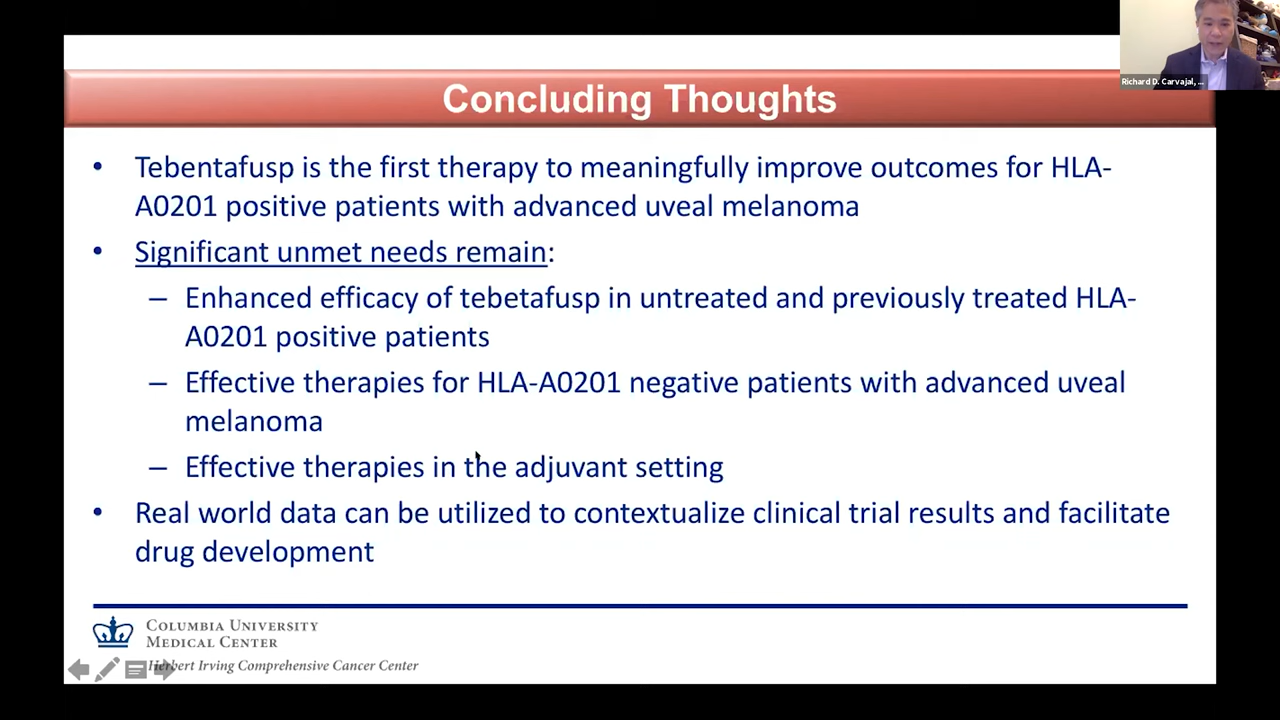 Richard D. Carvajal, ...
Concluding Thoughts
• Tebentafusp is the first therapy to meaningfully improve outcomes for HLA-
A0201 positive patients with advanced uveal melanoma
• Significant unmet needs remain:
– Enhanced efficacy of tebetafusp in untreated and previously treated HLA-
A0201 positive patients
– Effective therapies for HLA-A0201 negative patients with advanced uveal
melanoma
– Effective therapies in the adjuvant setting
• Real world data can be utilized to contextualize clinical trial results and facilitate
drug development
COLUMBIA UNIVERSITY
MEDICAL CENTER
Herbert Irving Comprehensive Cancer Center